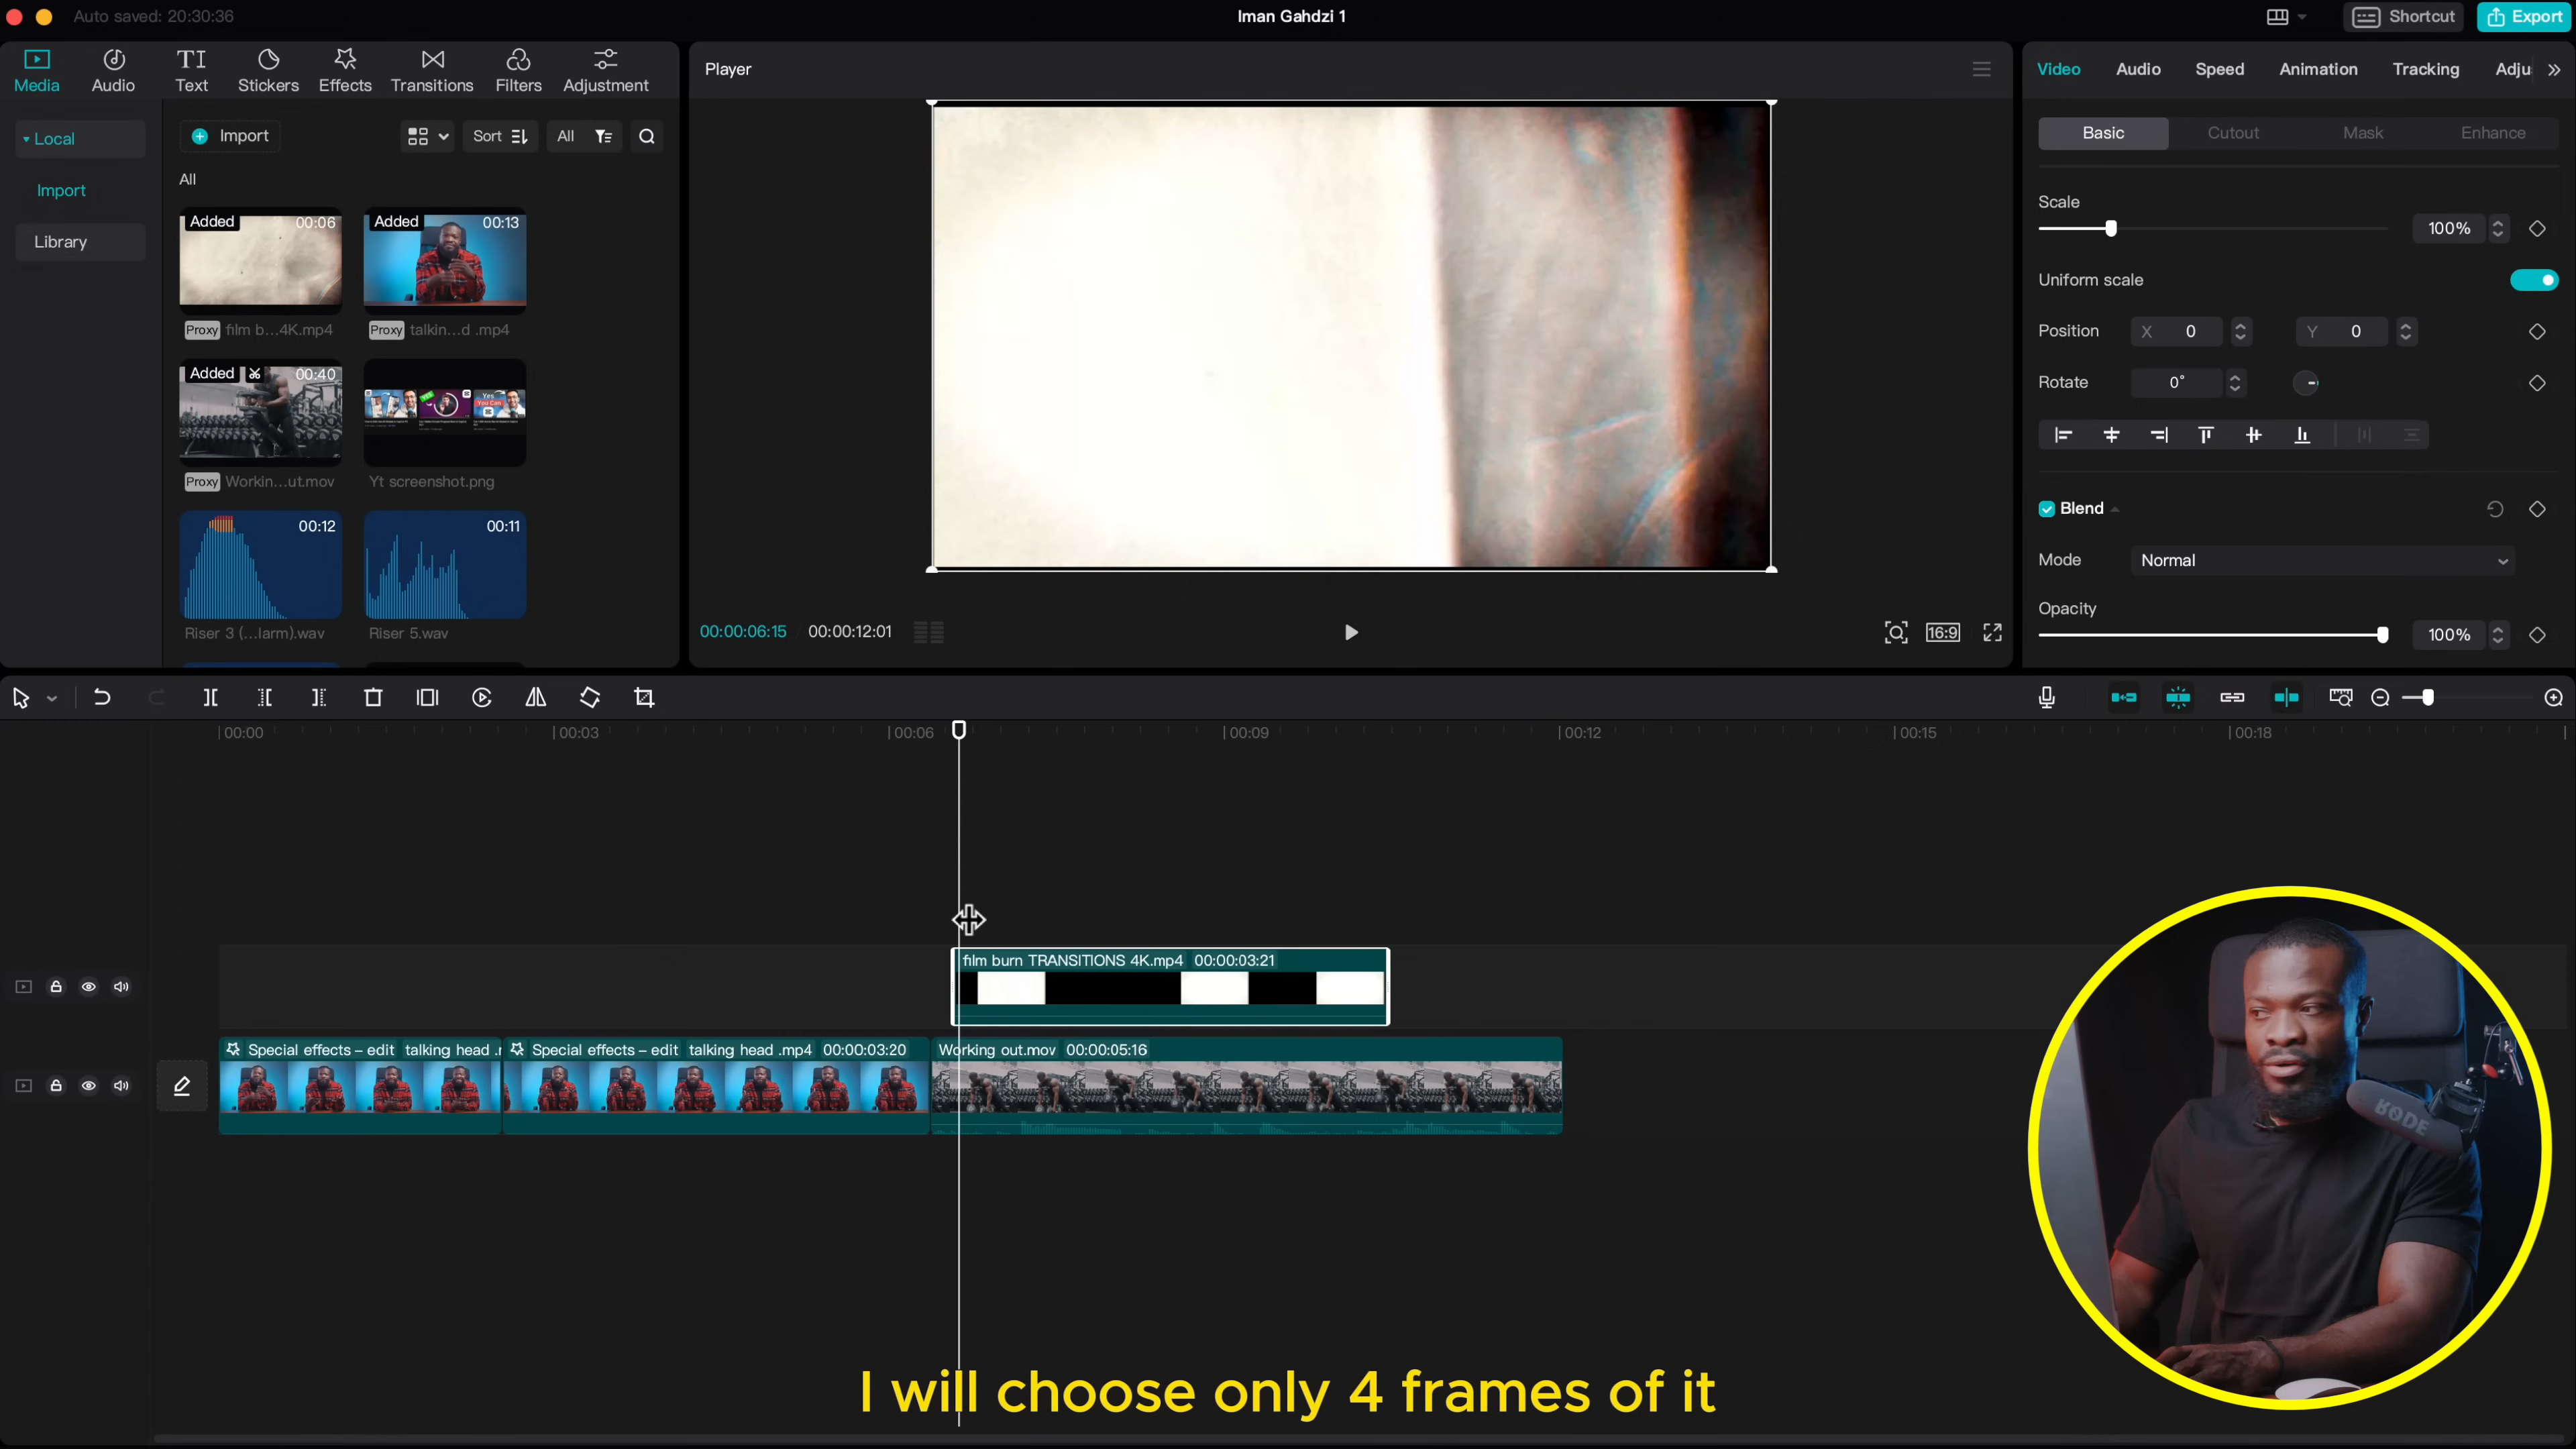 Auto saved: 20:30:36
Iman Gahdzi 1
Shortcut
Export
Media
Audio
Text
Stickers
Effects
Transitions
Filters
Adjustment
Local
Import
Library
Import
Sort
All
All
Added 00:06
Proxy film b...4K.mp4
Added 00:13
Proxy talkin...d .mp4
Added 00:40
Proxy Workin...ut.mov
Yt screenshot.png
00:12
Riser 3 (...larm).wav
00:11
Riser 5.wav
Player
00:00:06:15 00:00:12:01
16:9
Video Audio Speed Animation Tracking Adju
Basic Cutout Mask Enhance
Scale
100%
Uniform scale
Position X 0 Y 0
Rotate 0°
Blend
Mode Normal
Opacity
100%
00:00 00:03 00:06 00:09 00:12 00:15 00:18
film burn TRANSITIONS 4K.mp4 00:00:03:21
Special effects – edit talking head .
Special effects – edit talking head .mp4 00:00:03:20
Working out.mov 00:00:05:16
RØDE
I will choose only 4 frames of it